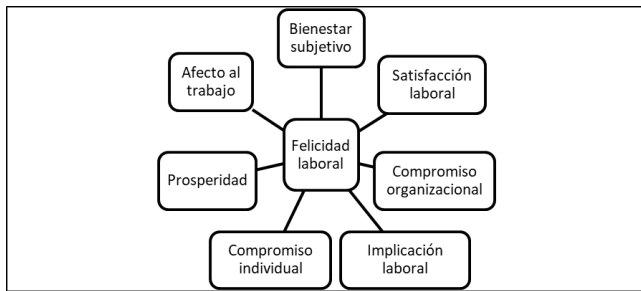 Bienestar
subjetivo
Afecto al
trabajo
Satisfacción
laboral
Felicidad
laboral
Prosperidad
Compromiso
organizacional
Compromiso
individual
Implicación
laboral